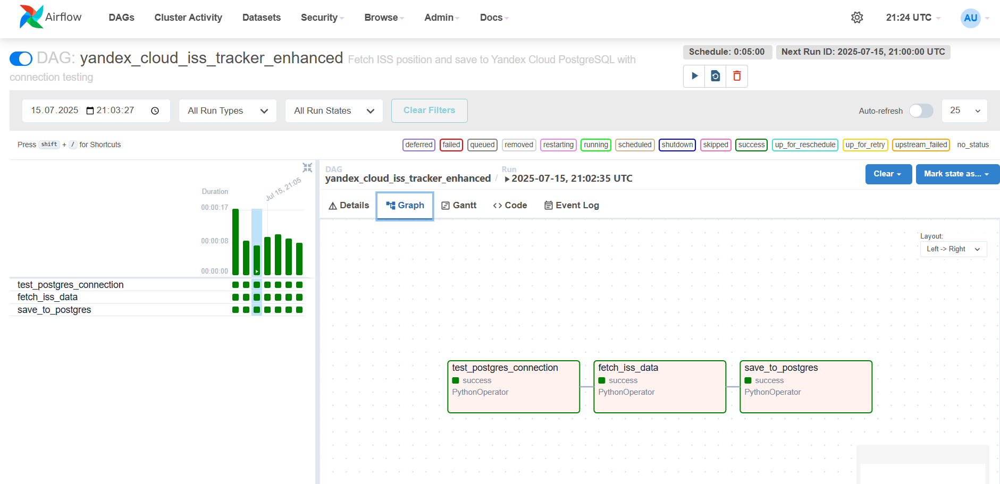 Airflow
DAGs Cluster Activity Datasets Security Browse Admin Docs 21:24 UTC AU
DAG: yandex_cloud_iss_tracker_enhanced Fetch ISS position and save to Yandex Cloud PostgreSQL with
connection testing
Schedule: 0:05:00 Next Run ID: 2025-07-15, 21:00:00 UTC
15.07.2025 21:03:27 All Run Types All Run States Clear Filters Auto-refresh 25
Press shift + / for Shortcuts deferred failed queued removed restarting running scheduled shutdown skipped success up_for_reschedule up_for_retry upstream_failed no_status
Duration
Jul 15, 21:05
00:00:17
00:00:08
00:00:00
test_postgres_connection
fetch_iss_data
save_to_postgres
DAG Run
yandex_cloud_iss_tracker_enhanced / 2025-07-15, 21:02:35 UTC
Clear Mark state as...
Details Graph Gantt Code Event Log
Layout:
Left -> Right
test_postgres_connection
success
PythonOperator
fetch_iss_data
success
PythonOperator
save_to_postgres
success
PythonOperator